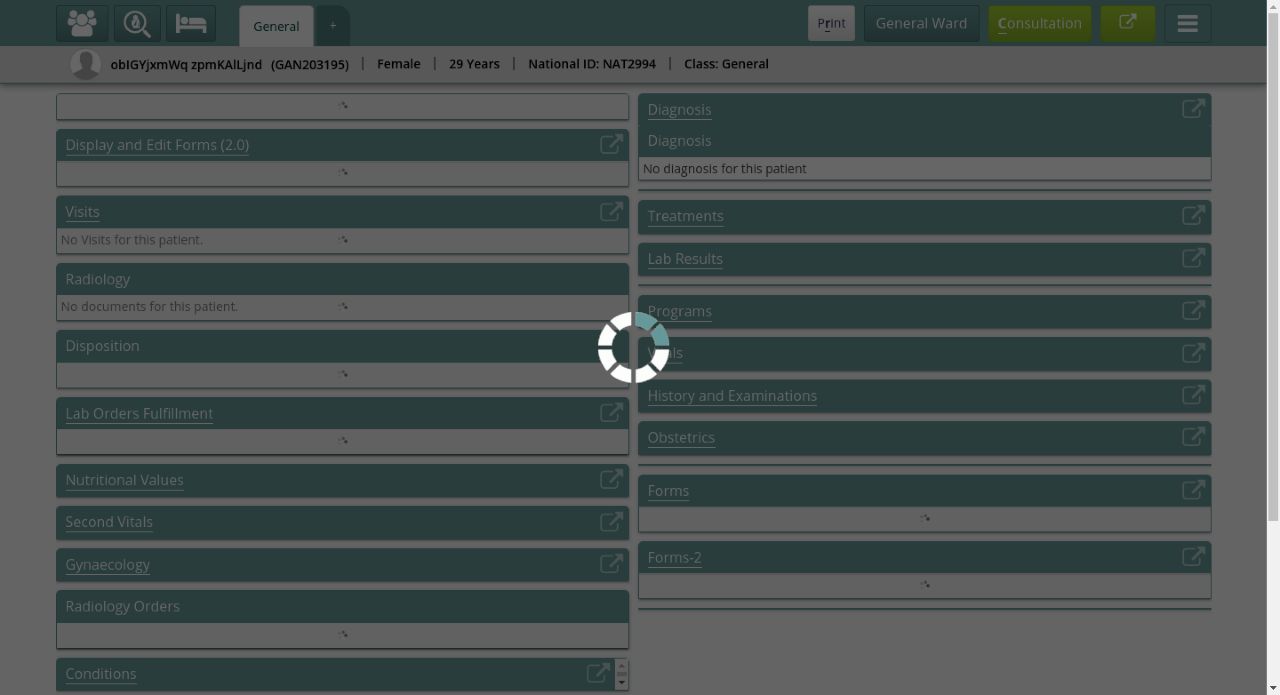 General
+
Print
General Ward
Consultation
obIGYjxmWq zpmKAlLjnd (GAN203195) | Female | 29 Years | National ID: NAT2994 | Class: General
Display and Edit Forms (2.0)
Visits
No Visits for this patient.
Radiology
No documents for this patient.
Disposition
Lab Orders Fulfillment
Nutritional Values
Second Vitals
Gynaecology
Radiology Orders
Conditions
Diagnosis
Diagnosis
No diagnosis for this patient
Treatments
Lab Results
Programs
Vitals
History and Examinations
Obstetrics
Forms
Forms-2